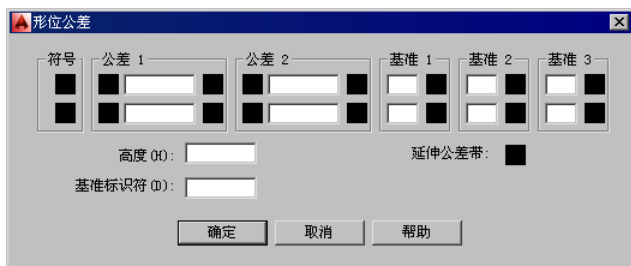 形位公差
符号 公差 1 公差 2 基准 1 基准 2 基准 3
高度(H): 延伸公差带:
基准标识符(D):
确定 取消 帮助